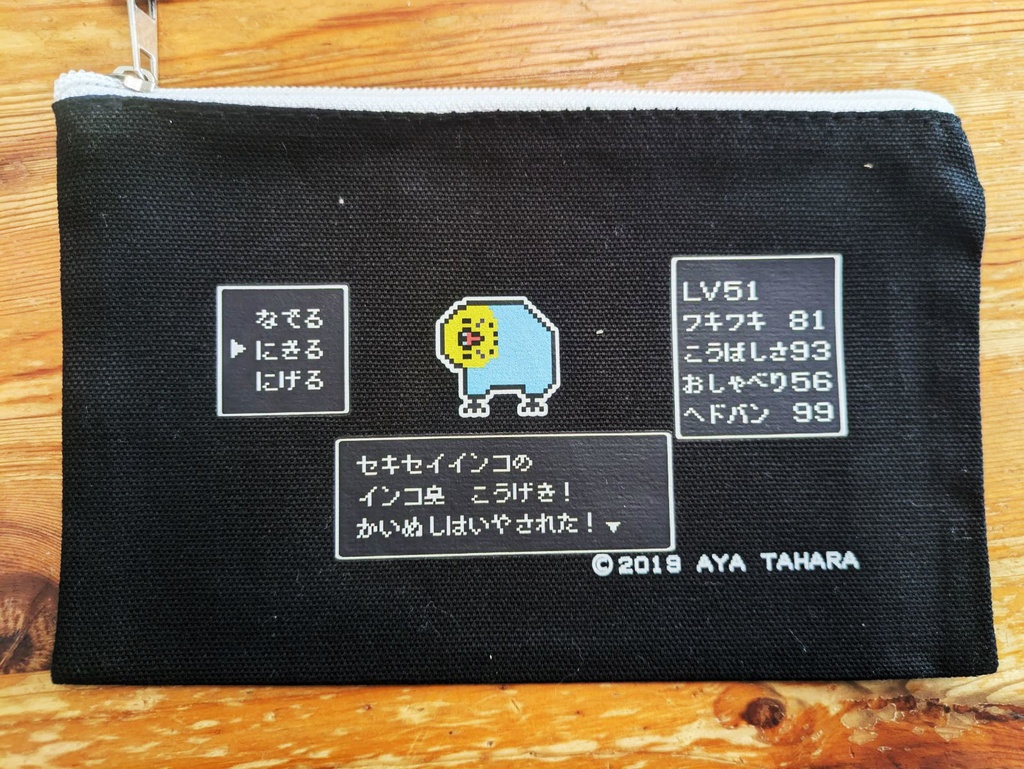 なでる
▶にぎる
にげる
LV51
ワキワキ 81
こうばしさ93
おしゃべり56
ヘドバン 99
セキセイインコの
インコ臭 こうげき!
かいぬしはいやされた!▼
©2019 AYA TAHARA